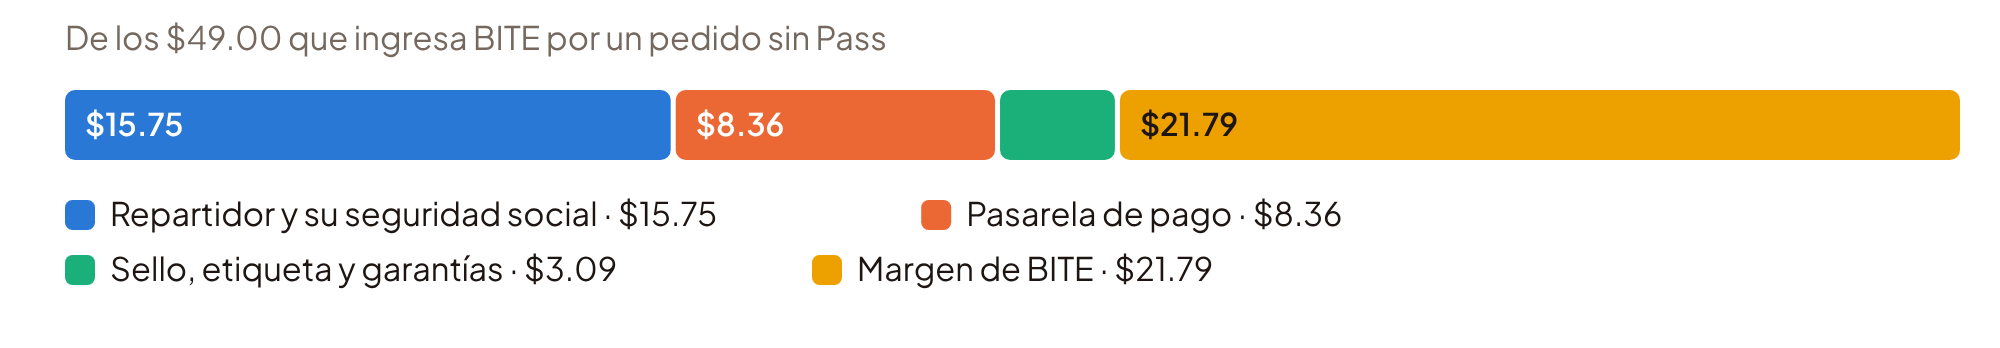 De los $49.00 que ingresa BITE por un pedido sin Pass
$15.75 $8.36 $21.79
Repartidor y su seguridad social · $15.75 Pasarela de pago · $8.36
Sello, etiqueta y garantías · $3.09 Margen de BITE · $21.79